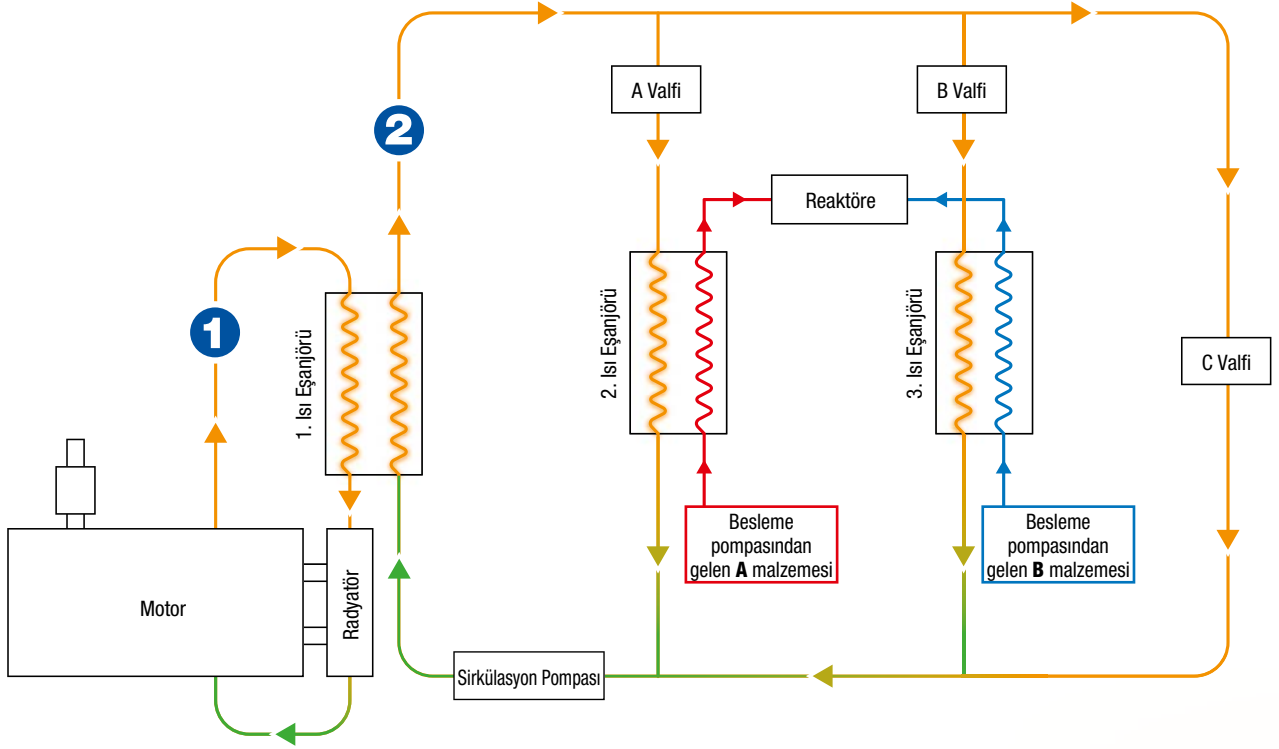 A Valfi
B Valfi
2
Reaktöre
1
1. Isı Eşanjörü
2. Isı Eşanjörü
3. Isı Eşanjörü
C Valfi
Besleme
pompasından
gelen A malzemesi
Besleme
pompasından
gelen B malzemesi
Motor
Radyatör
Sirkülasyon Pompası